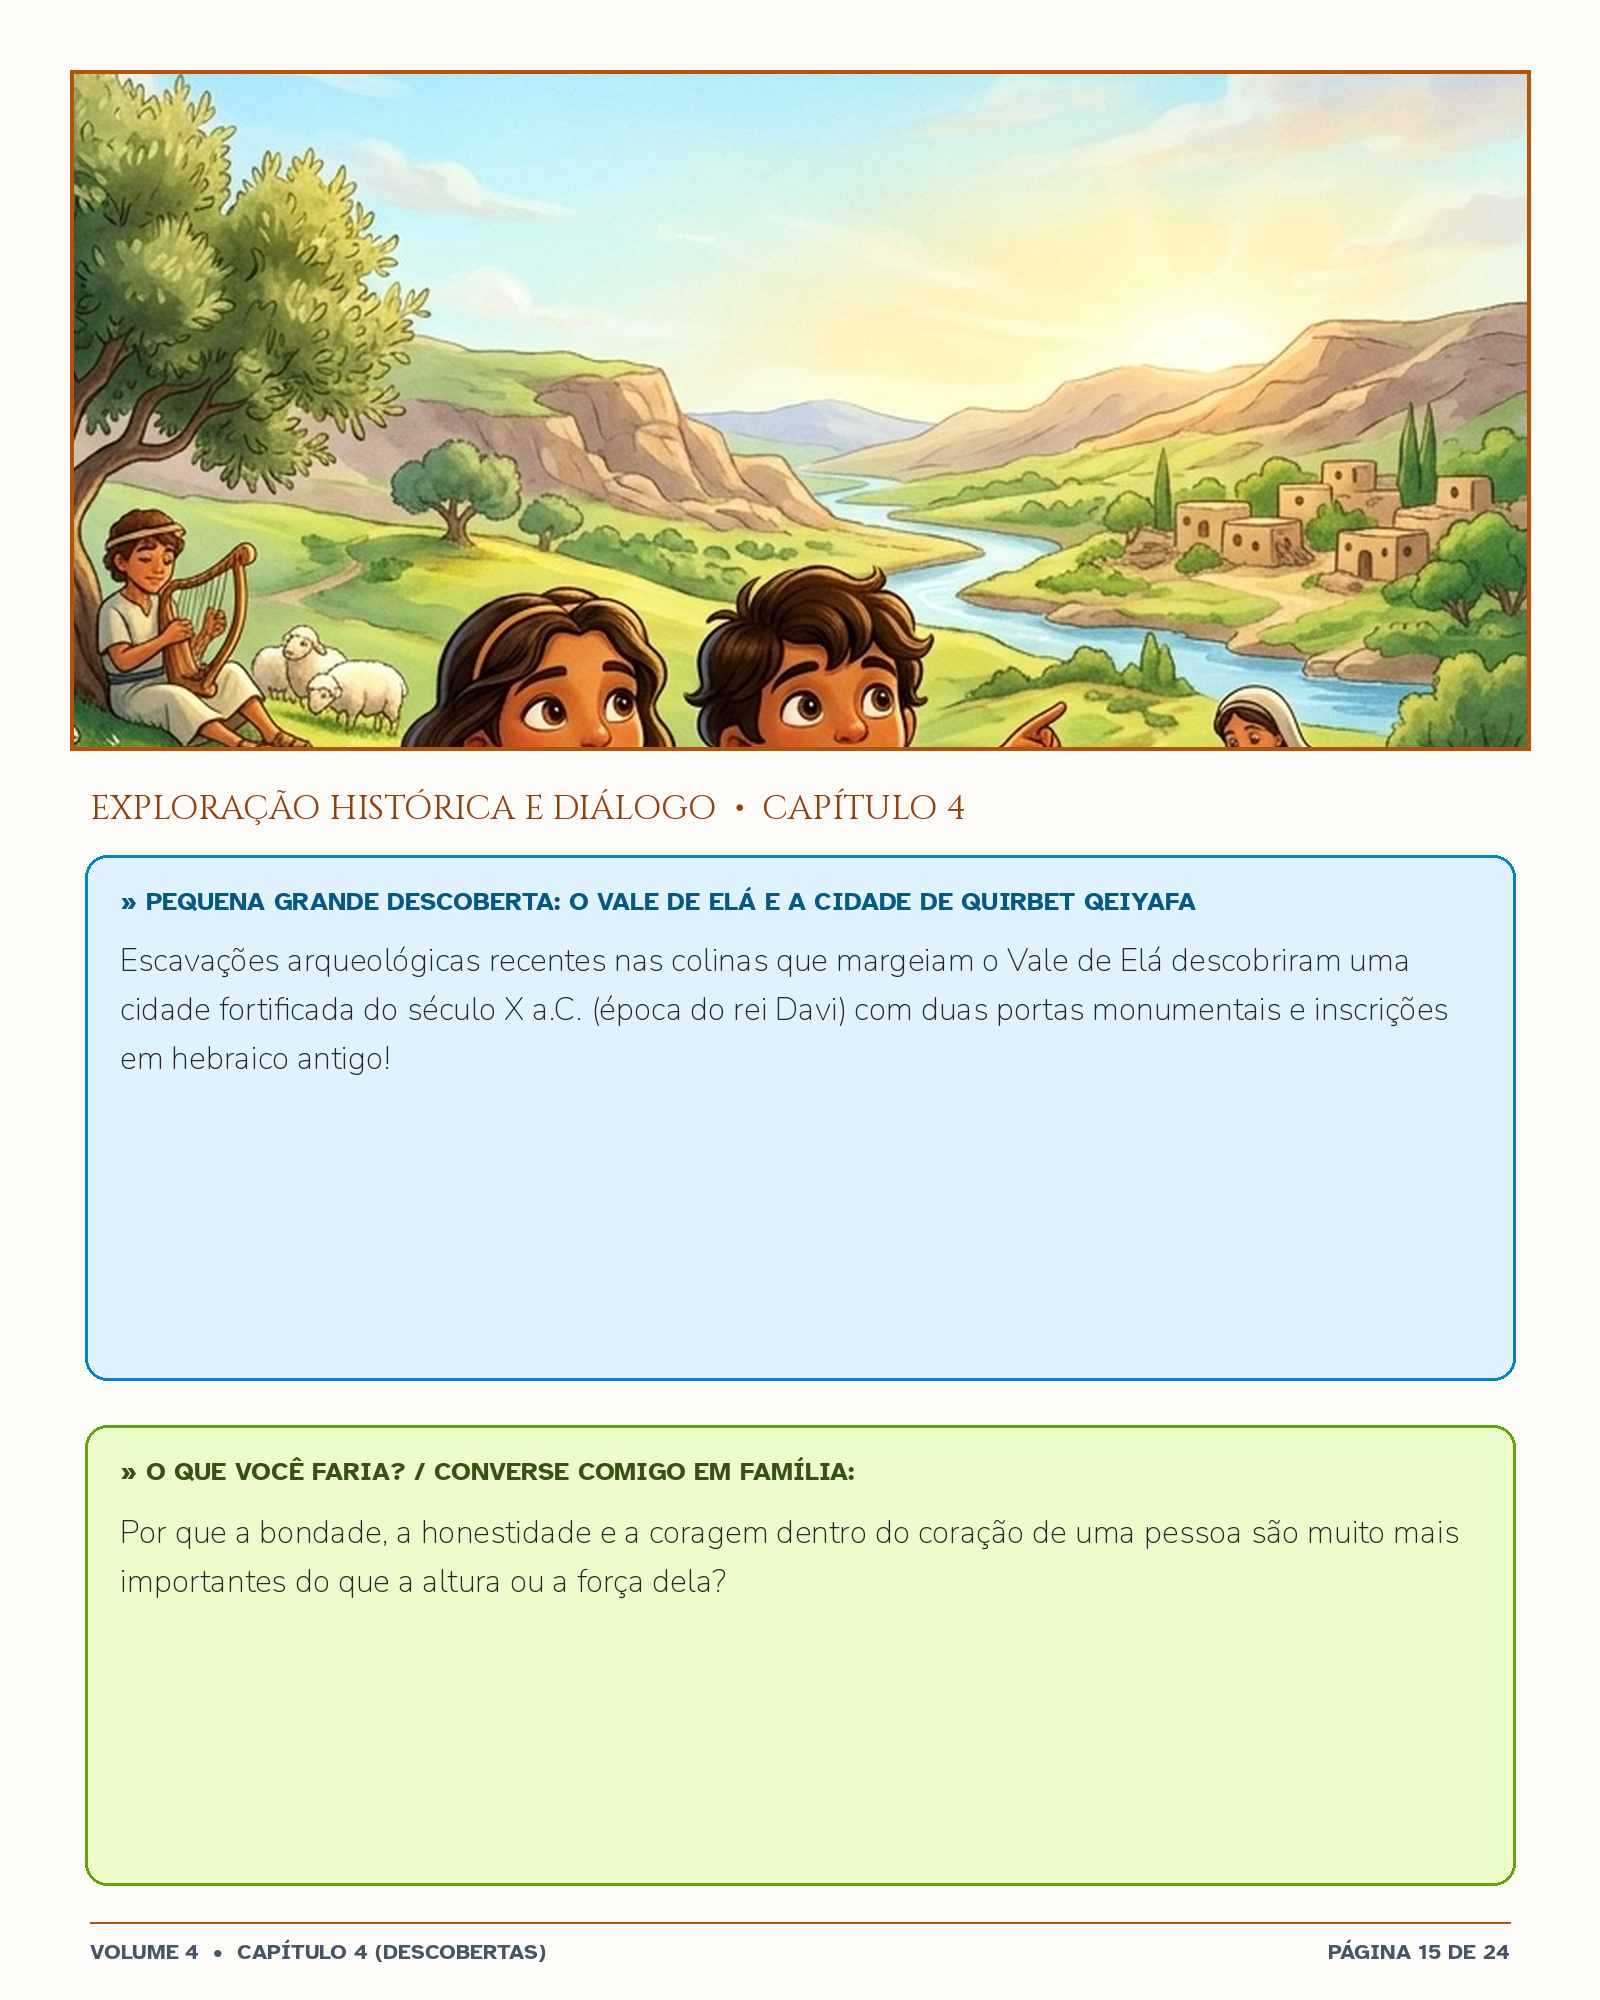 EXPLORAÇÃO HISTÓRICA E DIÁLOGO • CAPÍTULO 4
» PEQUENA GRANDE DESCOBERTA: O VALE DE ELÁ E A CIDADE DE QUIRBET QEIYAFA
Escavações arqueológicas recentes nas colinas que margeiam o Vale de Elá descobriram uma
cidade fortificada do século X a.C. (época do rei Davi) com duas portas monumentais e inscrições
em hebraico antigo!
» O QUE VOCÊ FARIA? / CONVERSE COMIGO EM FAMÍLIA:
Por que a bondade, a honestidade e a coragem dentro do coração de uma pessoa são muito mais
importantes do que a altura ou a força dela?
VOLUME 4 • CAPÍTULO 4 (DESCOBERTAS)
PÁGINA 15 DE 24